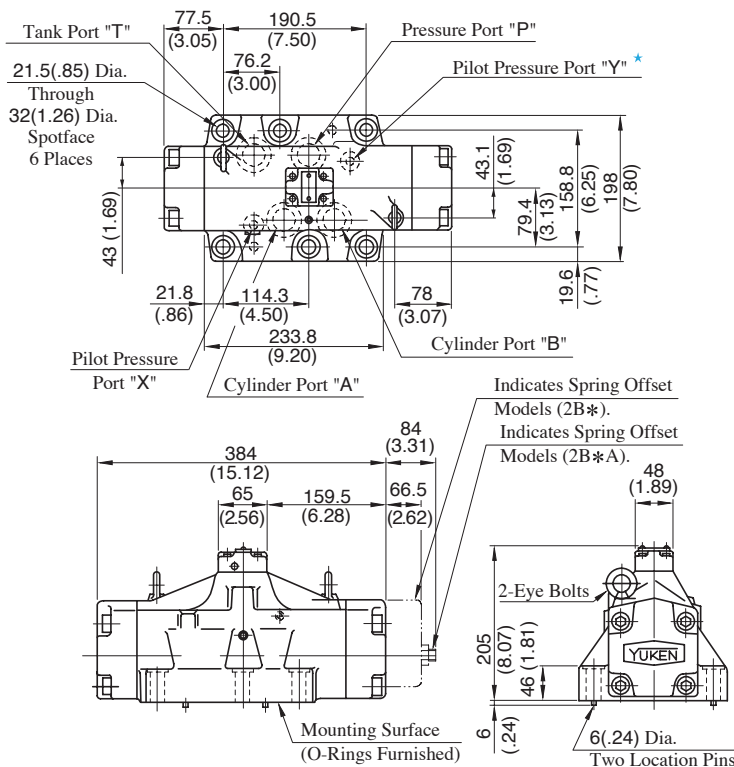 77.5
(3.05)
190.5
(7.50)
76.2
(3.00)
Tank Port "T"
Pressure Port "P"
21.5(.85) Dia.
Through
32(1.26) Dia.
Spotface
6 Places
Pilot Pressure Port "Y" ★
43 (1.69)
43.1
(1.69)
79.4
(3.13)
158.8
(6.25)
198
(7.80)
19.6
(.77)
21.8
(.86)
114.3
(4.50)
78
(3.07)
233.8
(9.20)
Pilot Pressure
Port "X"
Cylinder Port "A"
Cylinder Port "B"
Indicates Spring Offset
Models (2B✱).
Indicates Spring Offset
Models (2B✱A).
384
(15.12)
84
(3.31)
65
(2.56)
159.5
(6.28)
66.5
(2.62)
48
(1.89)
2-Eye Bolts
YUKEN
205
(8.07)
46 (1.81)
6
(.24)
Mounting Surface
(O-Rings Furnished)
6(.24) Dia.
Two Location Pins